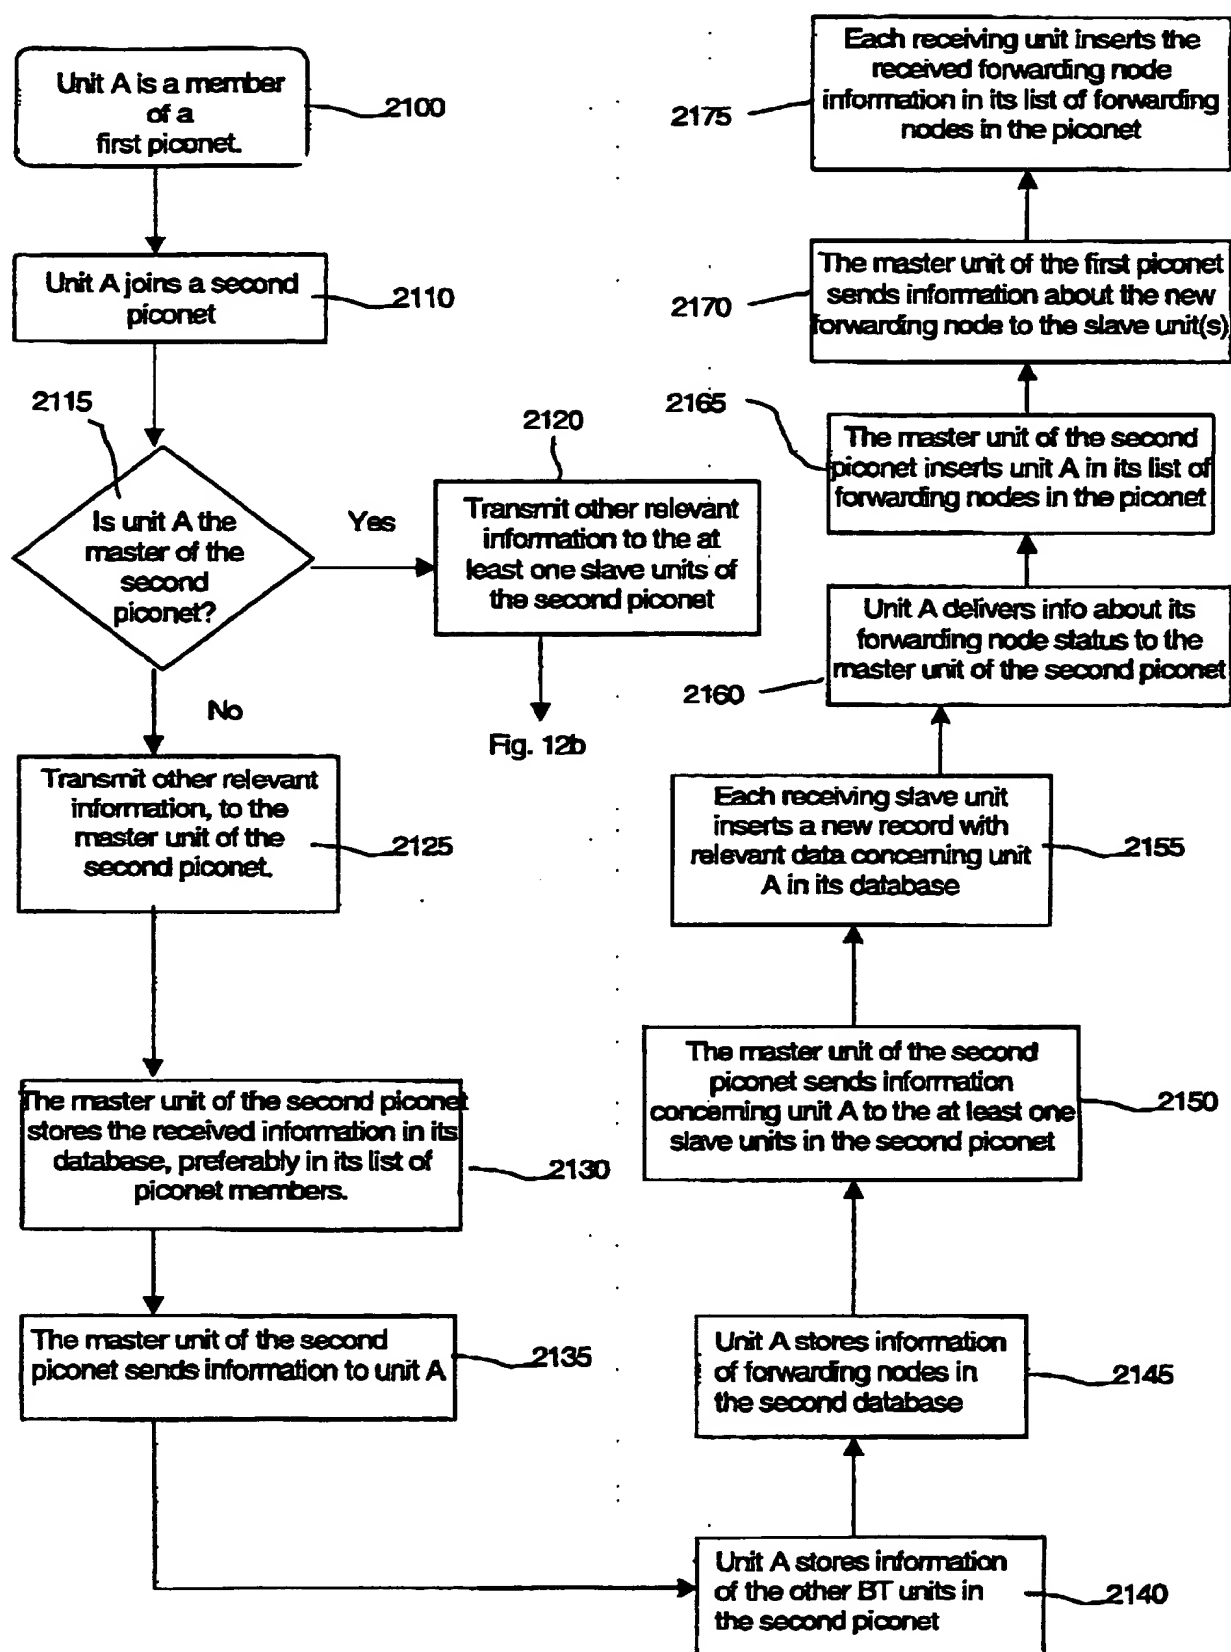 Unit A is a member
of a
first piconet.
2100
Unit A joins a second
piconet
2110
2115
Is unit A the
master of the
second
piconet?
Yes
2120
Transmit other relevant
information to the at
least one slave units of
the second piconet
Fig. 12b
No
Transmit other relevant
information, to the
master unit of the
second piconet.
2125
The master unit of the second piconet
stores the received information in its
database, preferably in its list of
piconet members.
2130
The master unit of the second
piconet sends information to unit A
2135
Unit A stores information
of the other BT units in
the second piconet
2140
Unit A stores information
of forwarding nodes in
the second database
2145
The master unit of the second
piconet sends information
concerning unit A to the at least one
slave units in the second piconet
2150
Each receiving slave unit
inserts a new record with
relevant data concerning unit
A in its database
2155
Unit A delivers info about its
forwarding node status to the
master unit of the second piconet
2160
The master unit of the second
piconet inserts unit A in its list of
forwarding nodes in the piconet
2165
The master unit of the first piconet
sends information about the new
forwarding node to the slave unit(s)
2170
Each receiving unit inserts the
received forwarding node
information in its list of forwarding
nodes in the piconet
2175